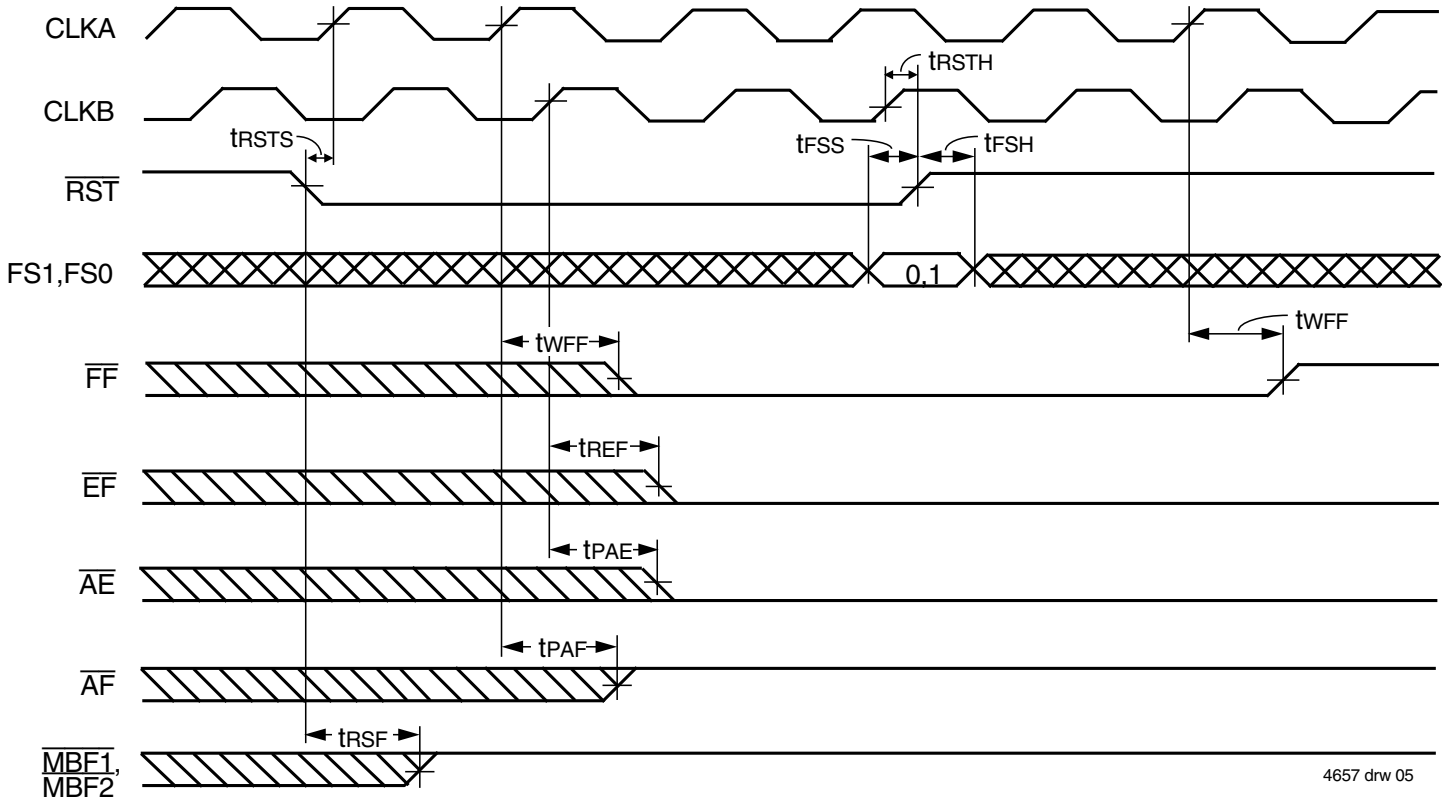 CLKA
tRSTH
CLKB
tRSTS
tFSS
tFSH
RST
FS1,FS0
0,1
tWFF
tWFF
FF
tREF
EF
tPAE
AE
tPAF
AF
tRSF
MBF1,
MBF2
4657 drw 05